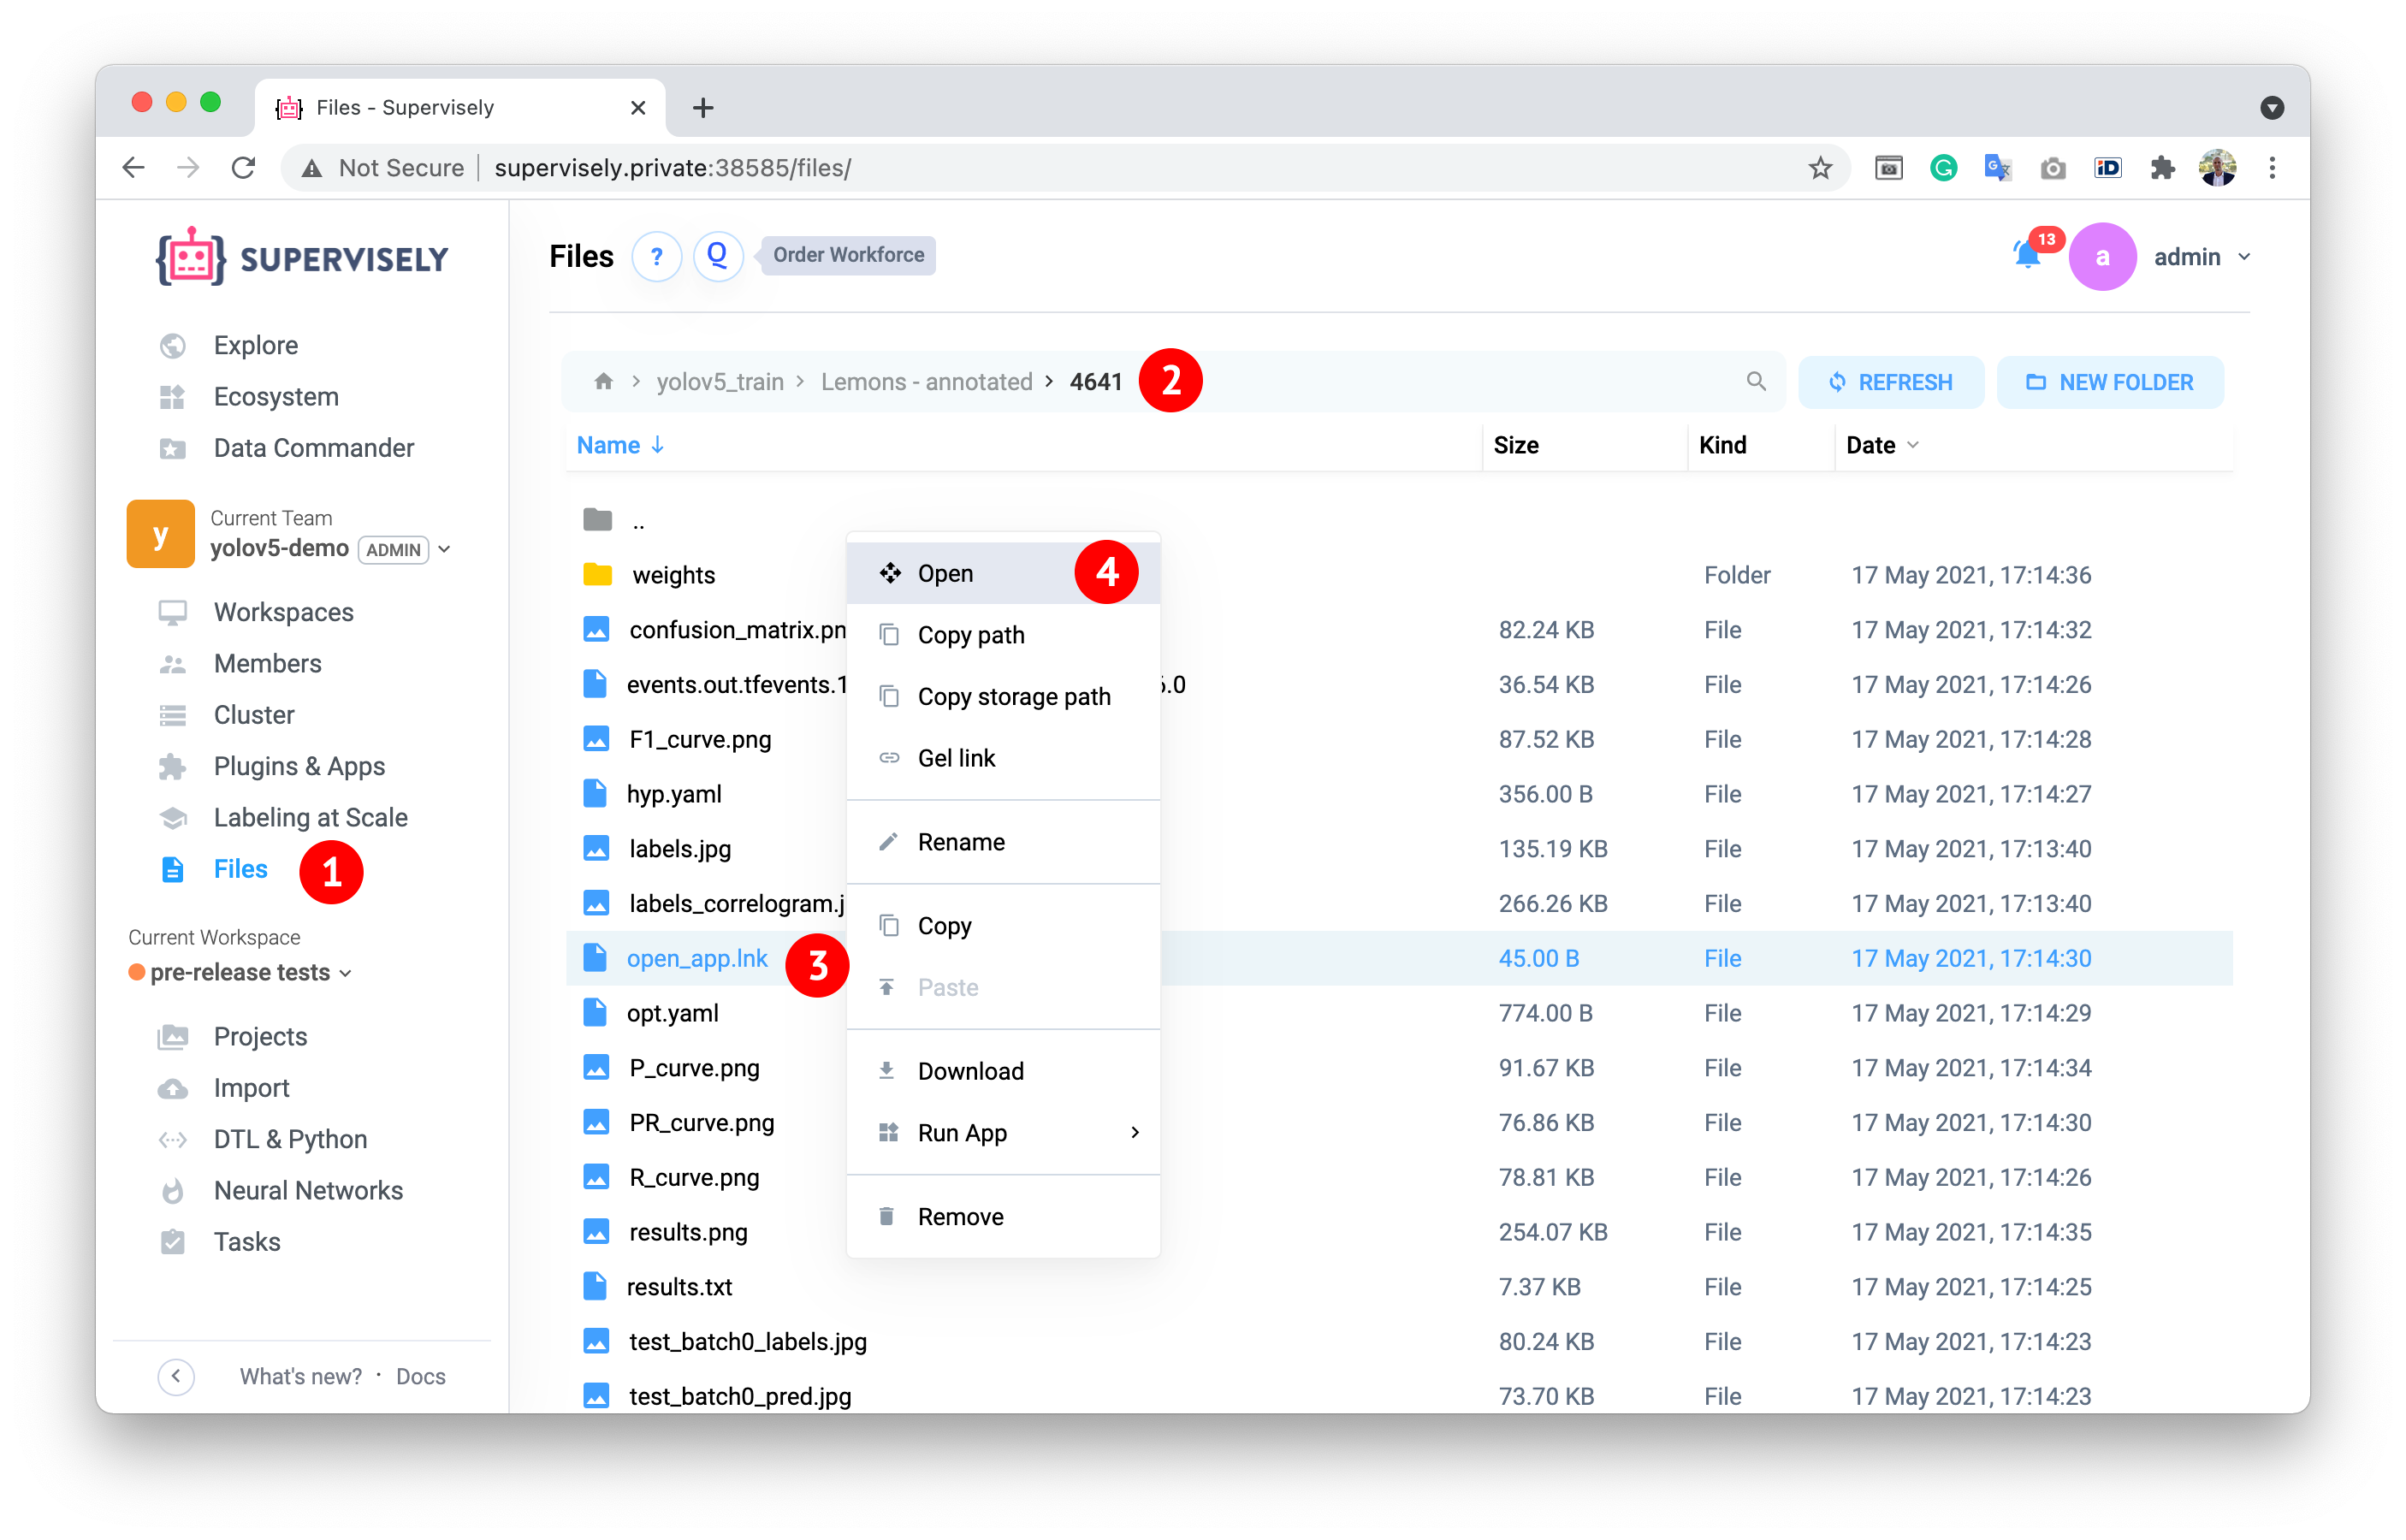 Files - Supervisely
Not Secure | supervisely.private:38585/files/
G
iD
SUPERVISELY
Files ? Q Order Workforce
13
a admin
Explore
Ecosystem
Data Commander
y
Current Team
yolov5-demo ADMIN
Workspaces
Members
Cluster
Plugins & Apps
Labeling at Scale
Files 1
Current Workspace
pre-release tests
Projects
Import
DTL & Python
Neural Networks
Tasks
What's new? · Docs
yolov5_train > Lemons - annotated > 4641 2
REFRESH
NEW FOLDER
Name Size Kind Date
..
weights Folder 17 May 2021, 17:14:36
confusion_matrix.pn 82.24 KB File 17 May 2021, 17:14:32
events.out.tfevents.1 6.0 36.54 KB File 17 May 2021, 17:14:26
F1_curve.png 87.52 KB File 17 May 2021, 17:14:28
hyp.yaml 356.00 B File 17 May 2021, 17:14:27
labels.jpg 135.19 KB File 17 May 2021, 17:13:40
labels_correlogram.j 266.26 KB File 17 May 2021, 17:13:40
open_app.lnk 3 45.00 B File 17 May 2021, 17:14:30
opt.yaml 774.00 B File 17 May 2021, 17:14:29
P_curve.png 91.67 KB File 17 May 2021, 17:14:34
PR_curve.png 76.86 KB File 17 May 2021, 17:14:30
R_curve.png 78.81 KB File 17 May 2021, 17:14:26
results.png 254.07 KB File 17 May 2021, 17:14:35
results.txt 7.37 KB File 17 May 2021, 17:14:25
test_batch0_labels.jpg 80.24 KB File 17 May 2021, 17:14:23
test_batch0_pred.jpg 73.70 KB File 17 May 2021, 17:14:23
Open 4
Copy path
Copy storage path
Gel link
Rename
Copy
Paste
Download
Run App
Remove